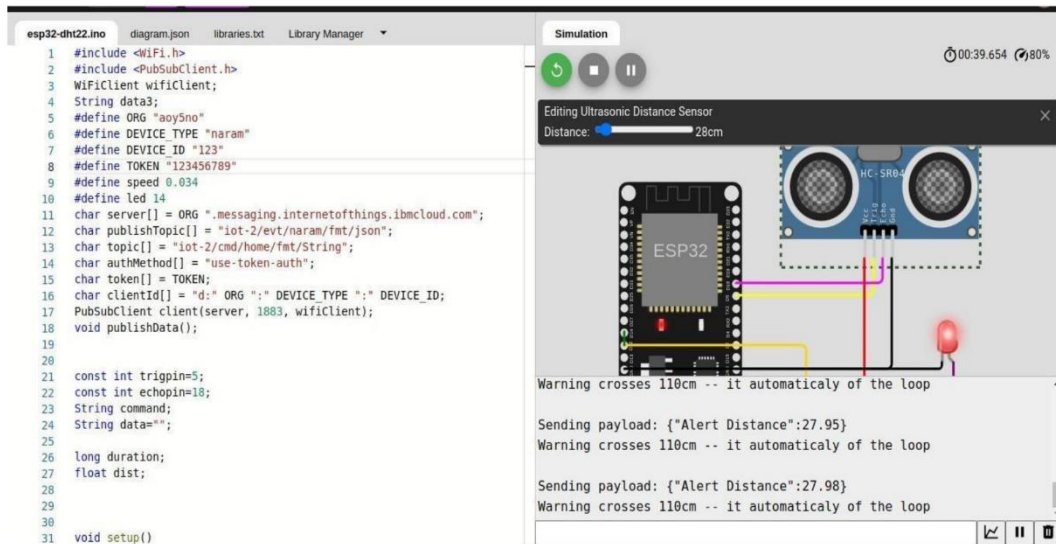 esp32-dht22.ino diagram.json libraries.txt Library Manager
1 #include <WiFi.h>
2 #include <PubSubClient.h>
3 WiFiClient wifiClient;
4 String data3;
5 #define ORG "aoy5no"
6 #define DEVICE_TYPE "naram"
7 #define DEVICE_ID "123"
8 #define TOKEN "123456789"
9 #define speed 0.034
10 #define led 14
11 char server[] = ORG ".messaging.internetofthings.ibmcloud.com";
12 char publishTopic[] = "iot-2/evt/naram/fmt/json";
13 char topic[] = "iot-2/cmd/home/fmt/String";
14 char authMethod[] = "use-token-auth";
15 char token[] = TOKEN;
16 char clientId[] = "d:" ORG ":" DEVICE_TYPE ":" DEVICE_ID;
17 PubSubClient client(server, 1883, wifiClient);
18 void publishData();
19
20
21 const int trigpin=5;
22 const int echopin=18;
23 String command;
24 String data="";
25
26 long duration;
27 float dist;
28
29
30
31 void setup()
Simulation
00:39.654 80%
Editing Ultrasonic Distance Sensor
Distance: 28cm
HC-SR04
Vcc
Trig
Echo
Gnd
ESP32
Warning crosses 110cm -- it automaticaly of the loop
Sending payload: {"Alert Distance":27.95}
Warning crosses 110cm -- it automaticaly of the loop
Sending payload: {"Alert Distance":27.98}
Warning crosses 110cm -- it automaticaly of the loop